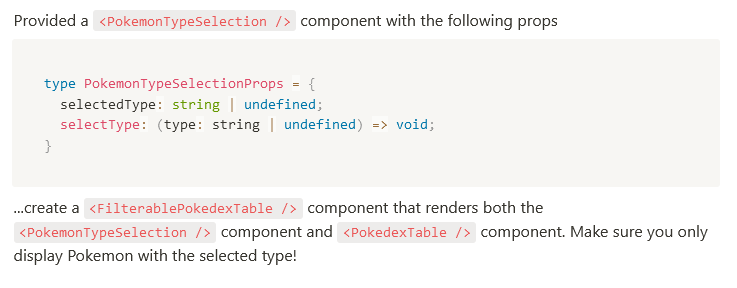 Provided a <PokemonTypeSelection /> component with the following props
type PokemonTypeSelectionProps = {
selectedType: string | undefined;
selectType: (type: string | undefined) => void;
}
...create a <FilterablePokedexTable /> component that renders both the
<PokemonTypeSelection /> component and <PokedexTable /> component. Make sure you only
display Pokemon with the selected type!